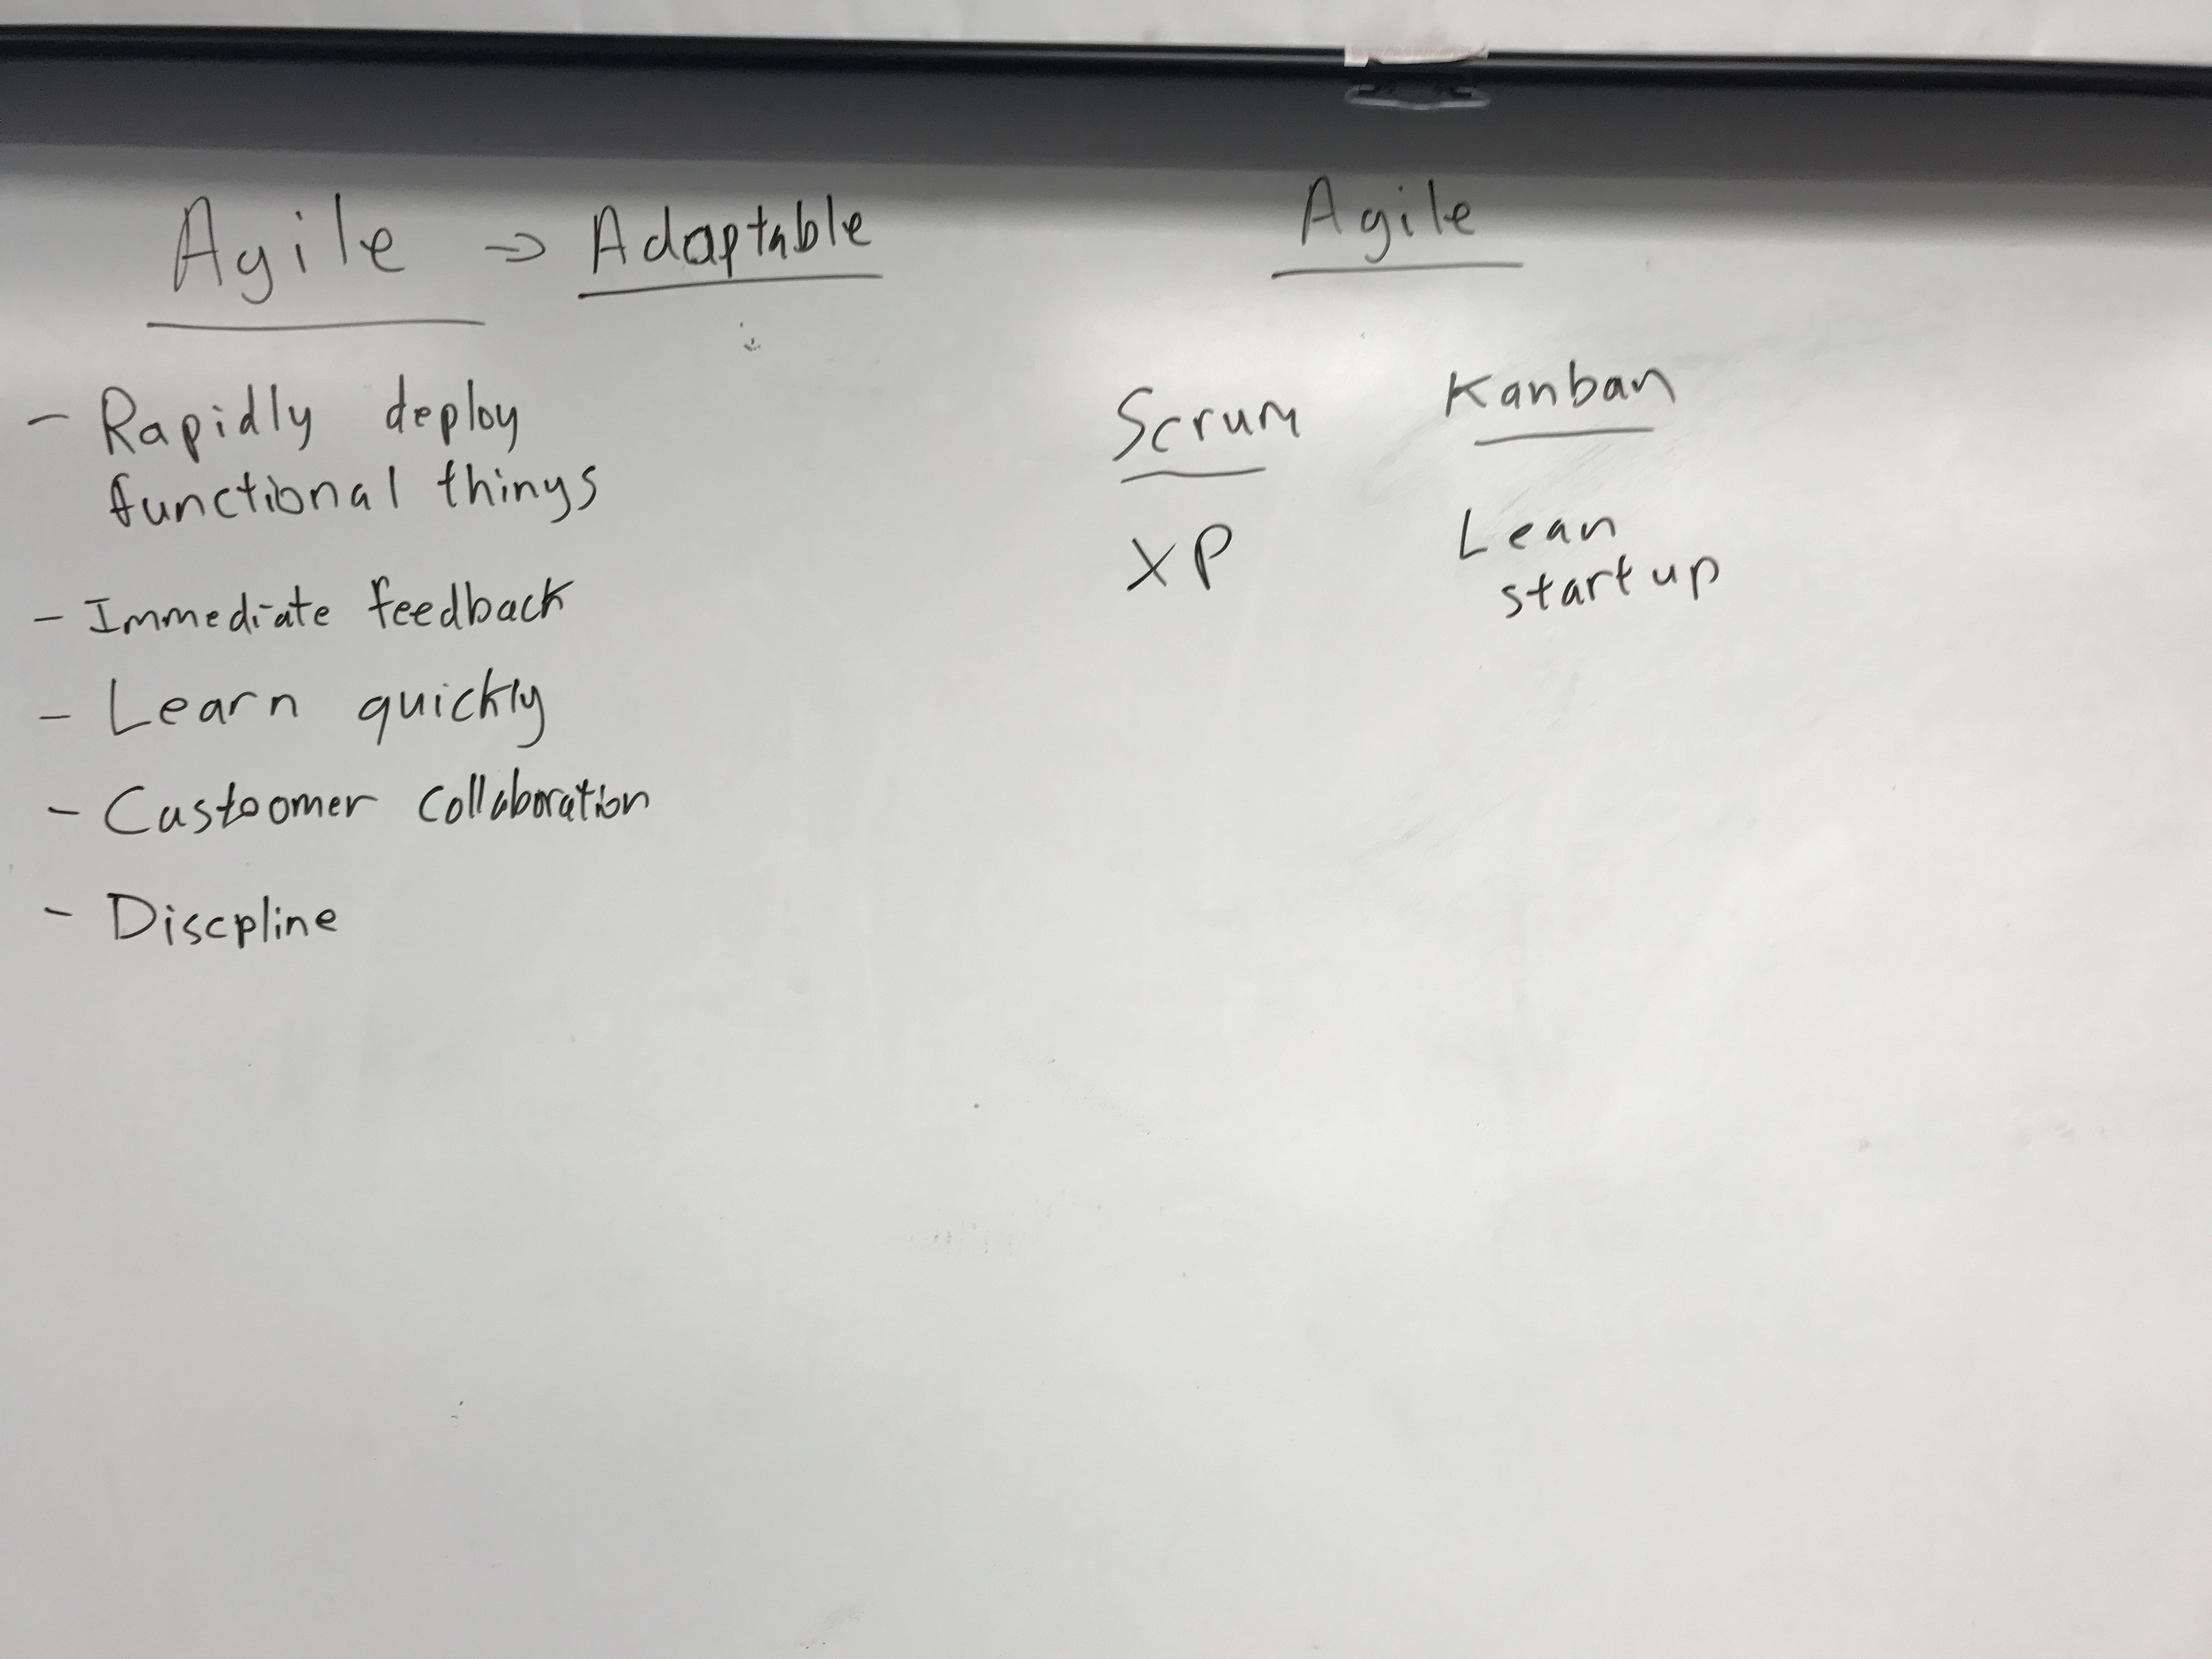 Agile → Adaptable
- Rapidly deploy
functional things
- Immediate feedback
- Learn quickly
- Custoomer collaboration
- Discpline
Agile
Scrum
Kanban
XP
Lean
startup